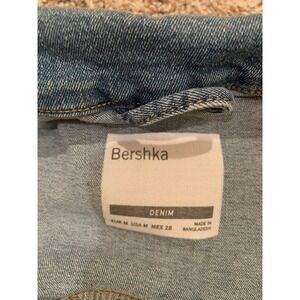 Bershka
DENIM
EUR M USA M MEX 28
MADE IN
BANGLADESH